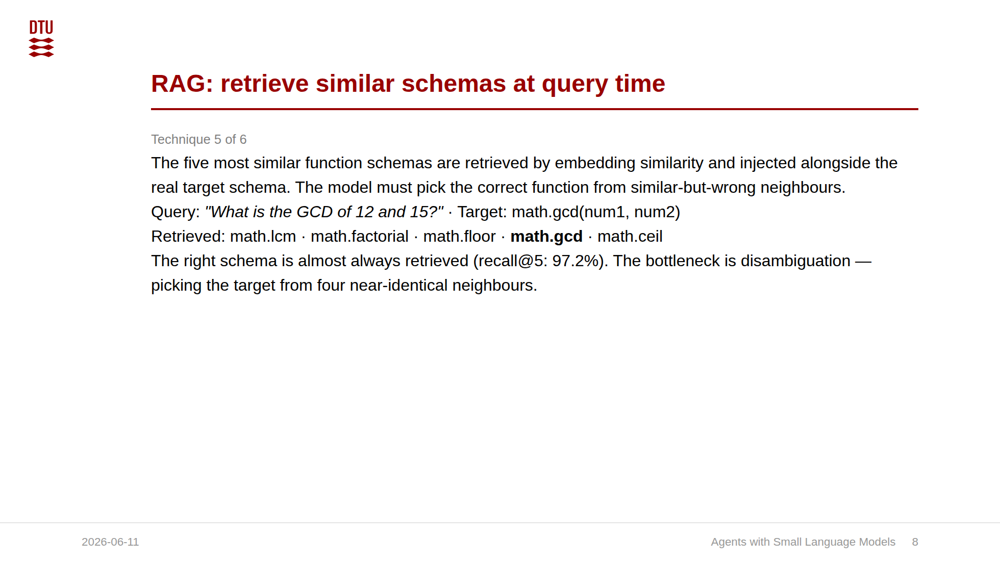 DTU
RAG: retrieve similar schemas at query time
Technique 5 of 6
The five most similar function schemas are retrieved by embedding similarity and injected alongside the
real target schema. The model must pick the correct function from similar-but-wrong neighbours.
Query: "What is the GCD of 12 and 15?" · Target: math.gcd(num1, num2)
Retrieved: math.lcm · math.factorial · math.floor · math.gcd · math.ceil
The right schema is almost always retrieved (recall@5: 97.2%). The bottleneck is disambiguation —
picking the target from four near-identical neighbours.
2026-06-11
Agents with Small Language Models 8